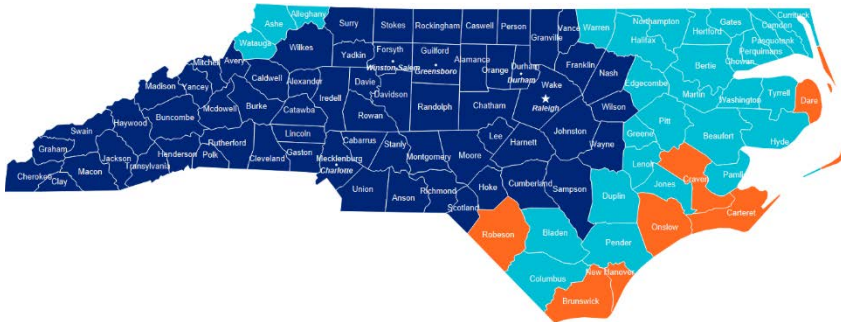 Ashe
Alleghany
Watauga
Surry
Stokes
Rockingham
Caswell
Person
Vance
Warren
Northampton
Gates
Currituck
Camden
Pasquotank
Perquimans
Chowan
Hertford
Halifax
Granville
Wilkes
Yadkin
Forsyth
Winston-Salem
Guilford
Greensboro
Alamance
Orange
Durham
Durham
Franklin
Nash
Bertie
Edgecombe
Martin
Washington
Tyrrell
Dare
Mitchell
Avery
Caldwell
Alexander
Iredell
Davie
Davidson
Randolph
Chatham
Wake
Raleigh
Wilson
Pitt
Beaufort
Hyde
Madison
Yancey
Mcdowell
Burke
Catawba
Rowan
Buncombe
Haywood
Swain
Graham
Cherokee
Clay
Macon
Jackson
Transylvania
Henderson
Polk
Rutherford
Cleveland
Lincoln
Gaston
Mecklenburg
Charlotte
Cabarrus
Stanly
Montgomery
Moore
Lee
Harnett
Johnston
Wayne
Greene
Lenoir
Craven
Jones
Pamli
Carteret
Union
Anson
Richmond
Scotland
Hoke
Cumberland
Sampson
Duplin
Onslow
Robeson
Bladen
Pender
Columbus
New Hanover
Brunswick